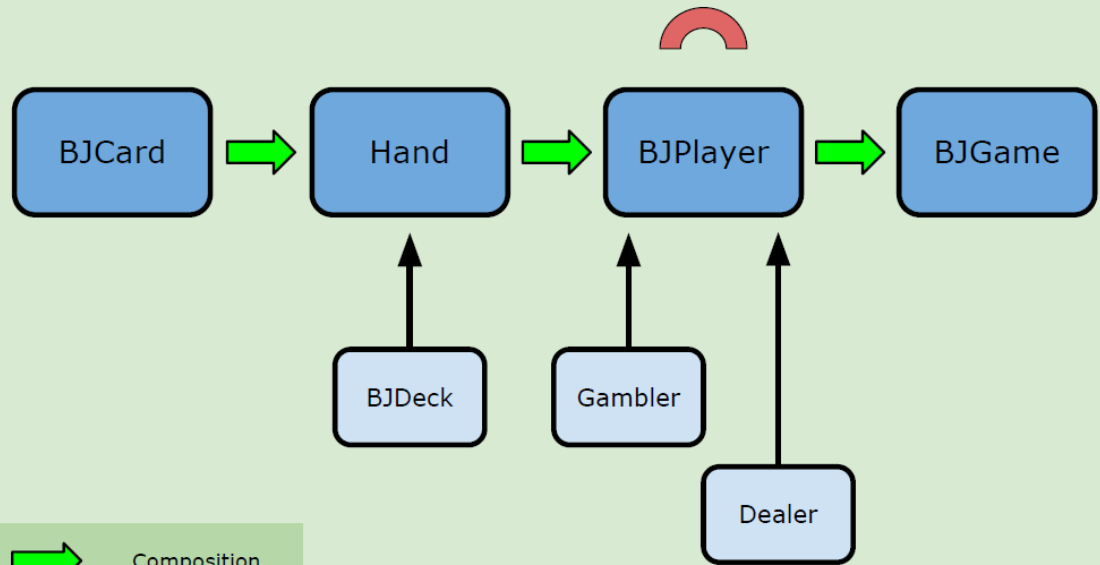 BJCard
Hand
BJPlayer
BJGame
BJDeck
Gambler
Dealer
Composition